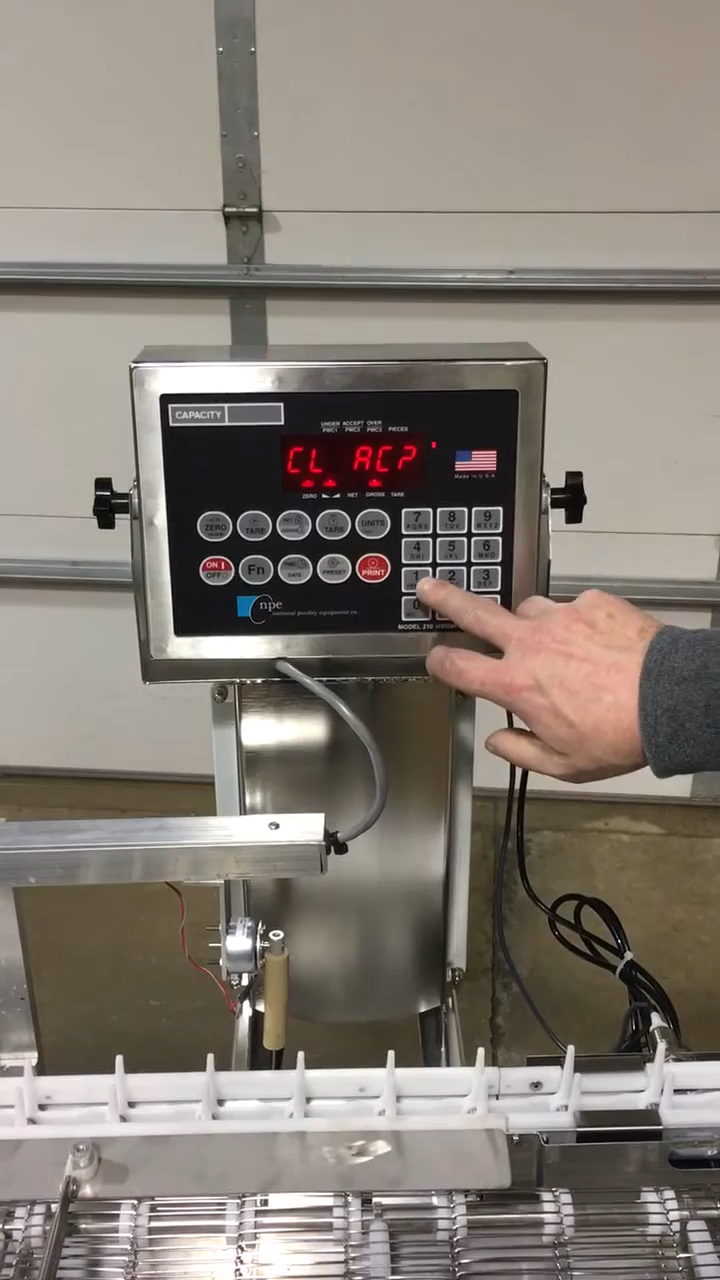 CAPACITY
UNDER ACCEPT OVER
PWC1 PWC2 PWC3 PIECES
CL AC?
Made in U.S.A.
ZERO NET GROSS TARE
ZERO TARE TARE UNITS
7 8 9
4 5 6
ON OFF Fn DATE PRESET PRINT
1 2 3
0
npe
national poultry equipment co.
MODEL 210